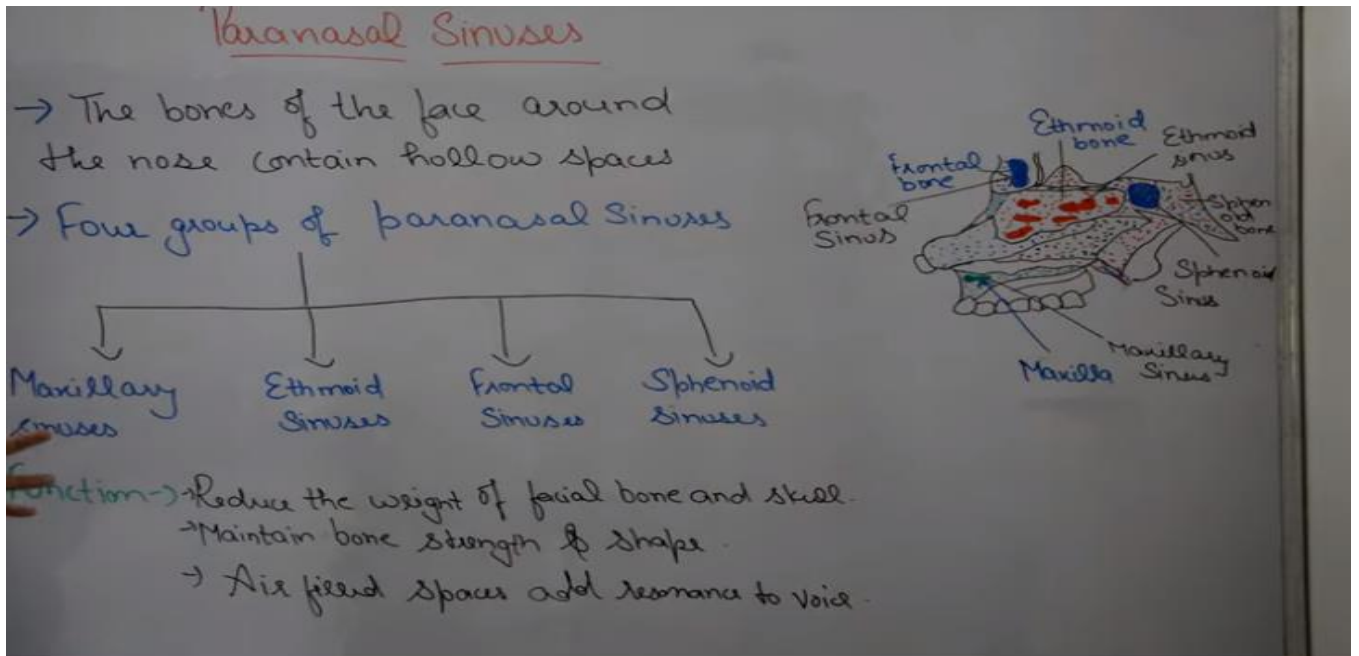 Paranasal Sinuses
→ The bones of the face around
the nose contain hollow spaces
→ Four groups of paranasal Sinuses
Maxillary
sinuses
Ethmoid
Sinuses
Frontal
Sinuses
Sphenoid
Sinuses
function→ → Reduce the weight of facial bone and skull.
→ Maintain bone strength & shape.
→ Air filled spaces add resonance to voice.
Ethmoid
bone
Ethmoid
sinus
Frontal
bone
Frontal
Sinus
Sphen
oid
bone
Sphenoid
Sinus
Maxilla
Maxillary
Sinus